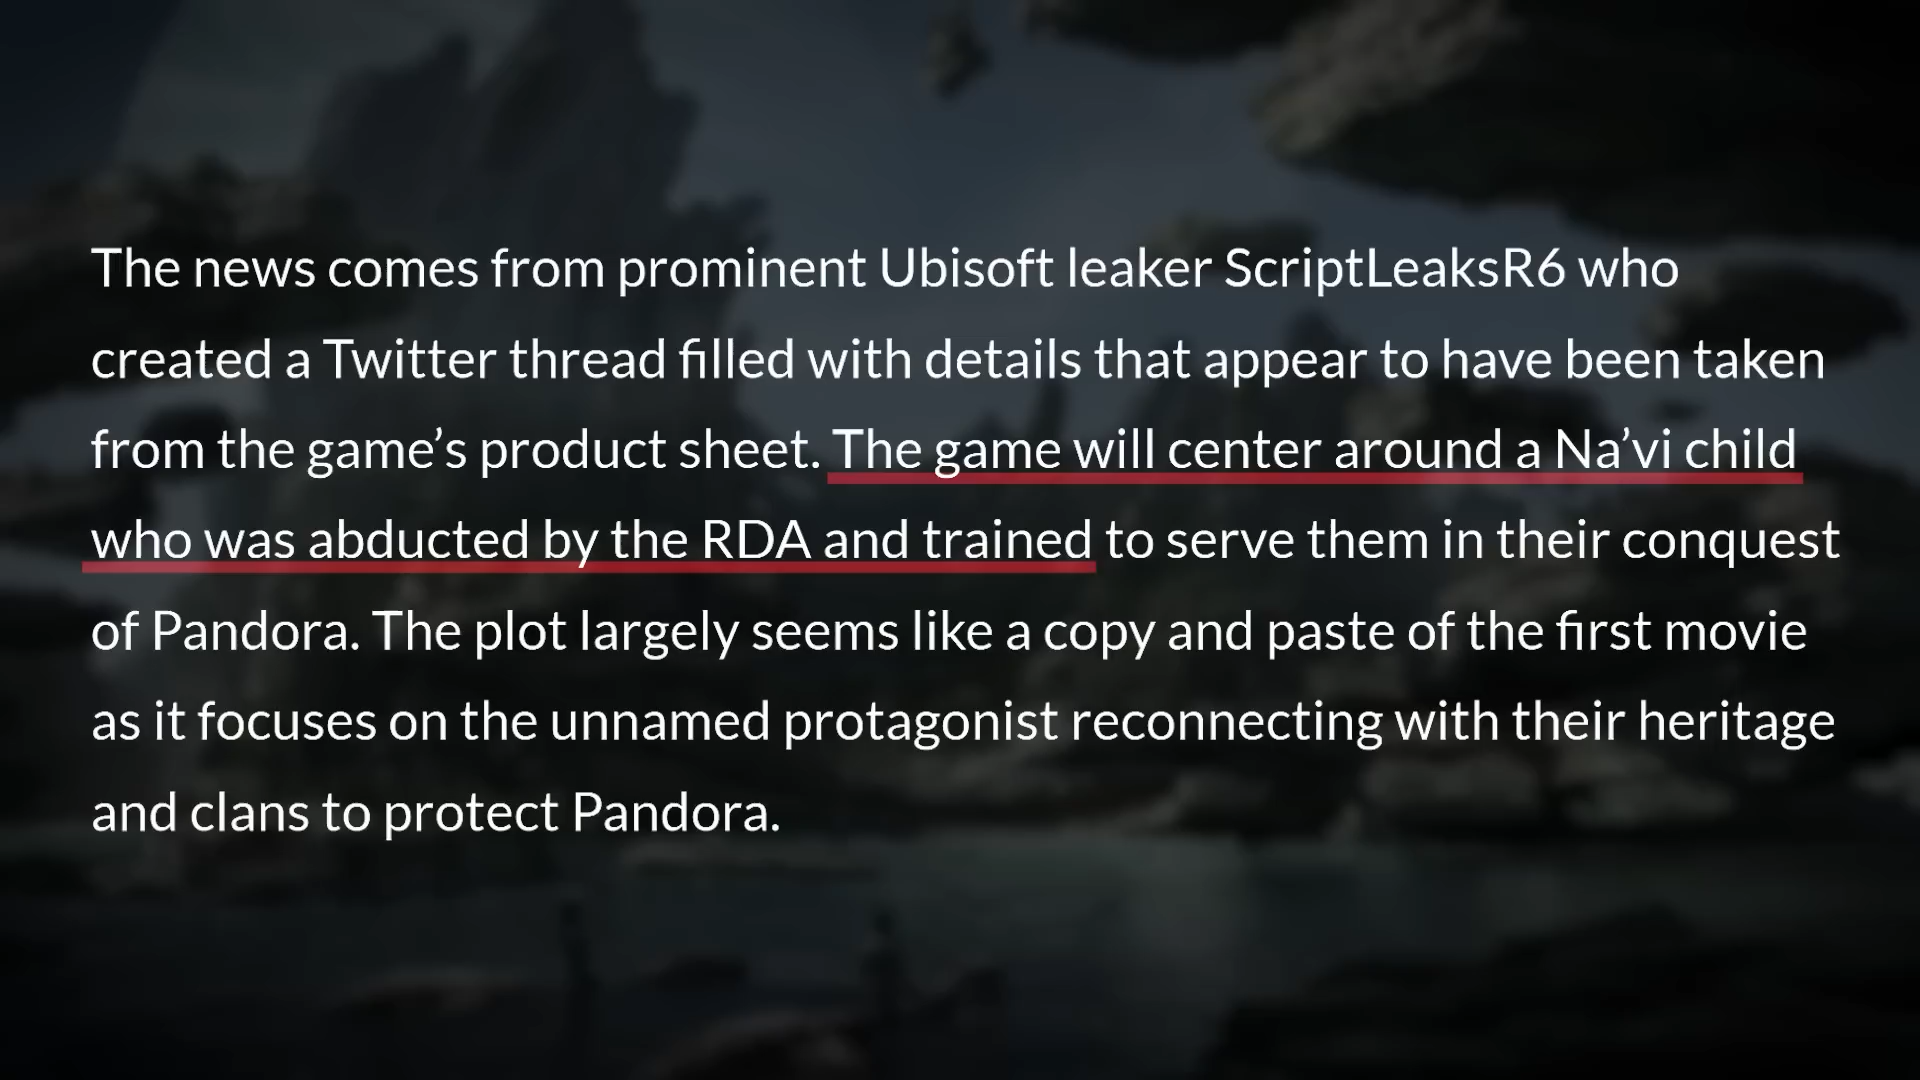 The news comes from prominent Ubisoft leaker ScriptLeaksR6 who
created a Twitter thread filled with details that appear to have been taken
from the game’s product sheet. The game will center around a Na’vi child
who was abducted by the RDA and trained to serve them in their conquest
of Pandora. The plot largely seems like a copy and paste of the first movie
as it focuses on the unnamed protagonist reconnecting with their heritage
and clans to protect Pandora.